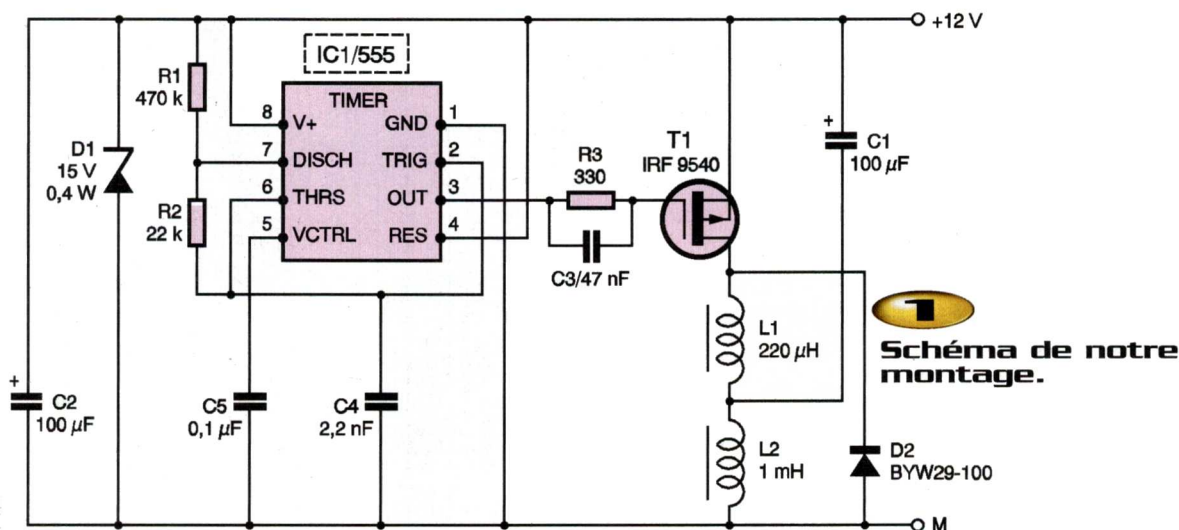 +12 V
IC1/555
R1
470 k
TIMER
8
V+
GND
1
7
DISCH
TRIG
2
6
THRS
OUT
3
5
VCTRL
RES
4
D1
15 V
0,4 W
R2
22 k
R3
330
C3/47 nF
T1
IRF 9540
+
C1
100 µF
L1
220 µH
1
Schéma de notre
montage.
+
C2
100 µF
C5
0,1 µF
C4
2,2 nF
L2
1 mH
D2
BYW29-100
M